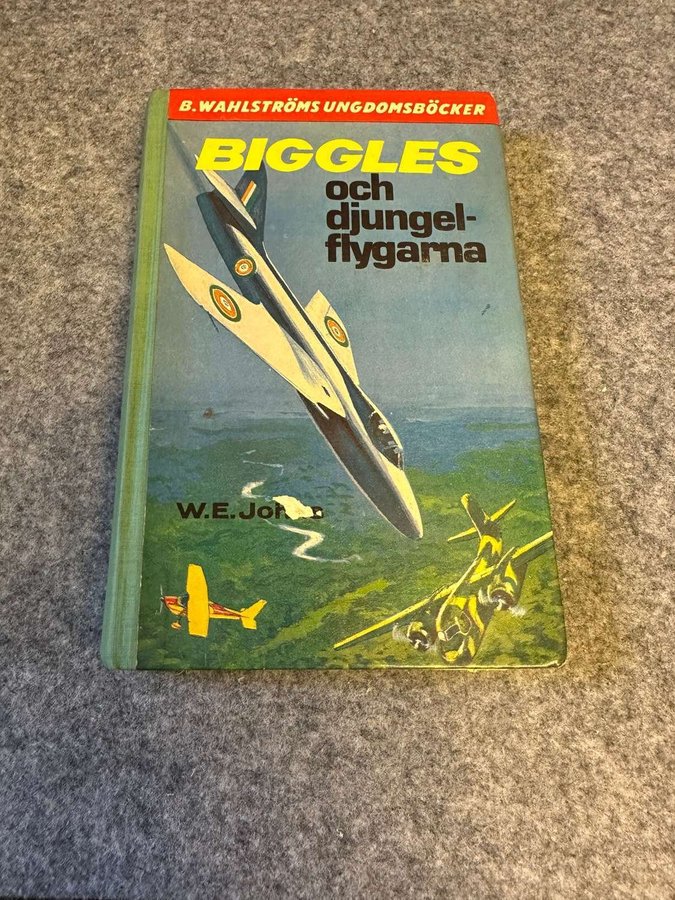 B. WAHLSTRÖMS UNGDOMSBÖCKER
BIGGLES
och
djungel-
flygarna
W.E.